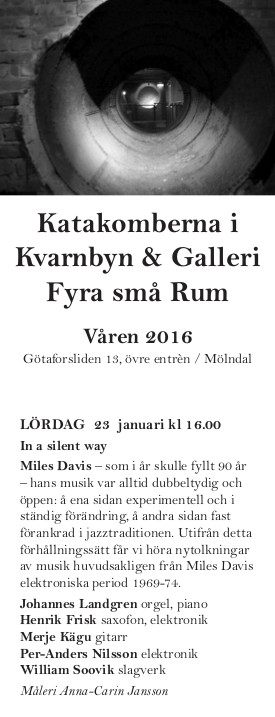 Katakomberna i
Kvarnbyn & Galleri
Fyra små Rum
Våren 2016
Götaforsliden 13, övre entrèn / Mölndal
LÖRDAG 23 januari kl 16.00
In a silent way
Miles Davis – som i år skulle fyllt 90 år
– hans musik var alltid dubbeltydig och
öppen: å ena sidan experimentell och i
ständig förändring, å andra sidan fast
förankrad i jazztraditionen. Utifrån detta
förhållningssätt får vi höra nytolkningar
av musik huvudsakligen från Miles Davis
elektroniska period 1969-74.
Johannes Landgren orgel, piano
Henrik Frisk saxofon, elektronik
Merje Kägu gitarr
Per-Anders Nilsson elektronik
William Soovik slagverk
Måleri Anna-Carin Jansson